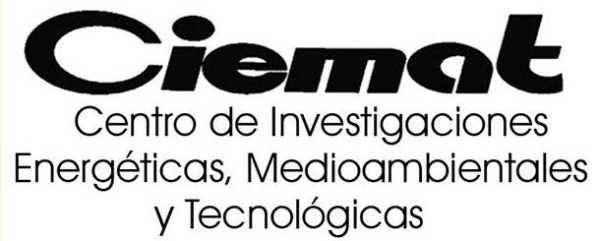 Ciemat
Centro de Investigaciones
Energéticas, Medioambientales
y Tecnológicas